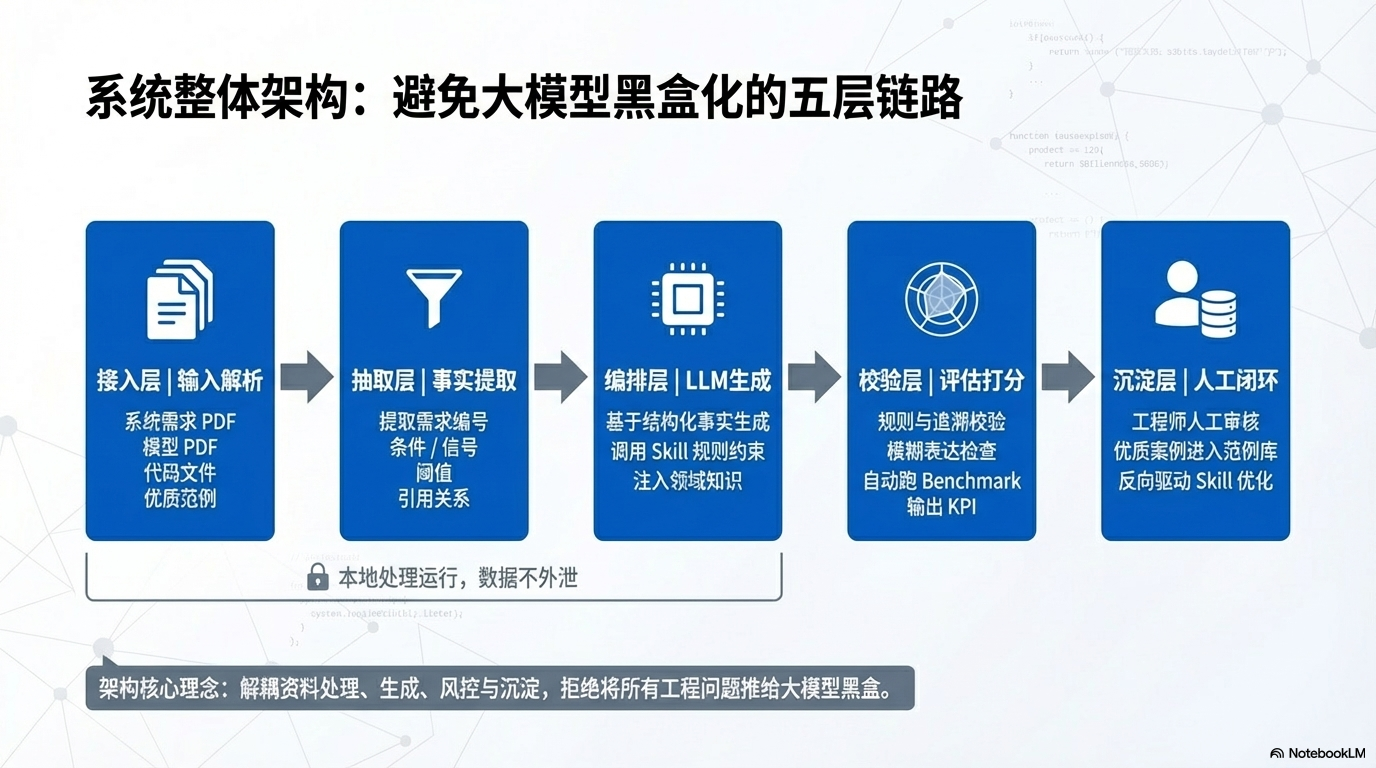 系统整体架构：避免大模型黑盒化的五层链路
接入层 | 输入解析
系统需求 PDF
模型 PDF
代码文件
优质范例
抽取层 | 事实提取
提取需求编号
条件 / 信号
阈值
引用关系
编排层 | LLM生成
基于结构化事实生成
调用 Skill 规则约束
注入领域知识
校验层 | 评估打分
规则与追溯校验
模糊表达检查
自动跑 Benchmark
输出 KPI
沉淀层 | 人工闭环
工程师人工审核
优质案例进入范例库
反向驱动 Skill 优化
本地处理运行，数据不外泄
架构核心理念：解耦资料处理、生成、风控与沉淀，拒绝将所有工程问题推给大模型黑盒。
NotebookLM